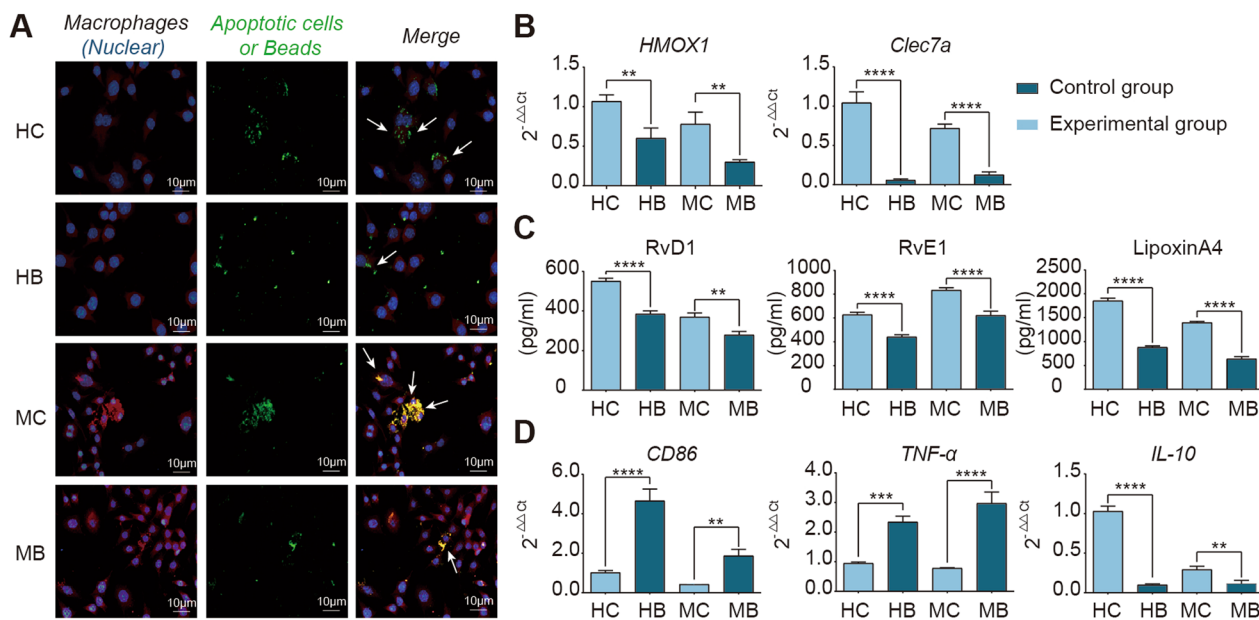 A
Macrophages
(Nuclear)
Apoptotic cells
or Beads
Merge
HC
10μm
10μm
10μm
HB
10μm
10μm
10μm
MC
10μm
10μm
10μm
MB
10μm
10μm
10μm
B
HMOX1
2-△△Ct
1.5
1.0
0.5
0.0
**
**
HC HB MC MB
Clec7a
2-△△Ct
1.5
1.0
0.5
0.0
****
****
HC HB MC MB
Control group
Experimental group
C
RvD1
(pg/ml)
600
400
200
0
****
**
HC HB MC MB
RvE1
(pg/ml)
1000
800
600
400
200
0
****
****
HC HB MC MB
LipoxinA4
(pg/ml)
2500
2000
1500
1000
500
0
****
****
HC HB MC MB
D
CD86
2-△△Ct
6.0
4.0
2.0
0.0
****
**
HC HB MC MB
TNF-α
2-△△Ct
4.0
3.0
2.0
1.0
0.0
***
****
HC HB MC MB
IL-10
2-△△Ct
1.5
1.0
0.5
0.0
****
**
HC HB MC MB